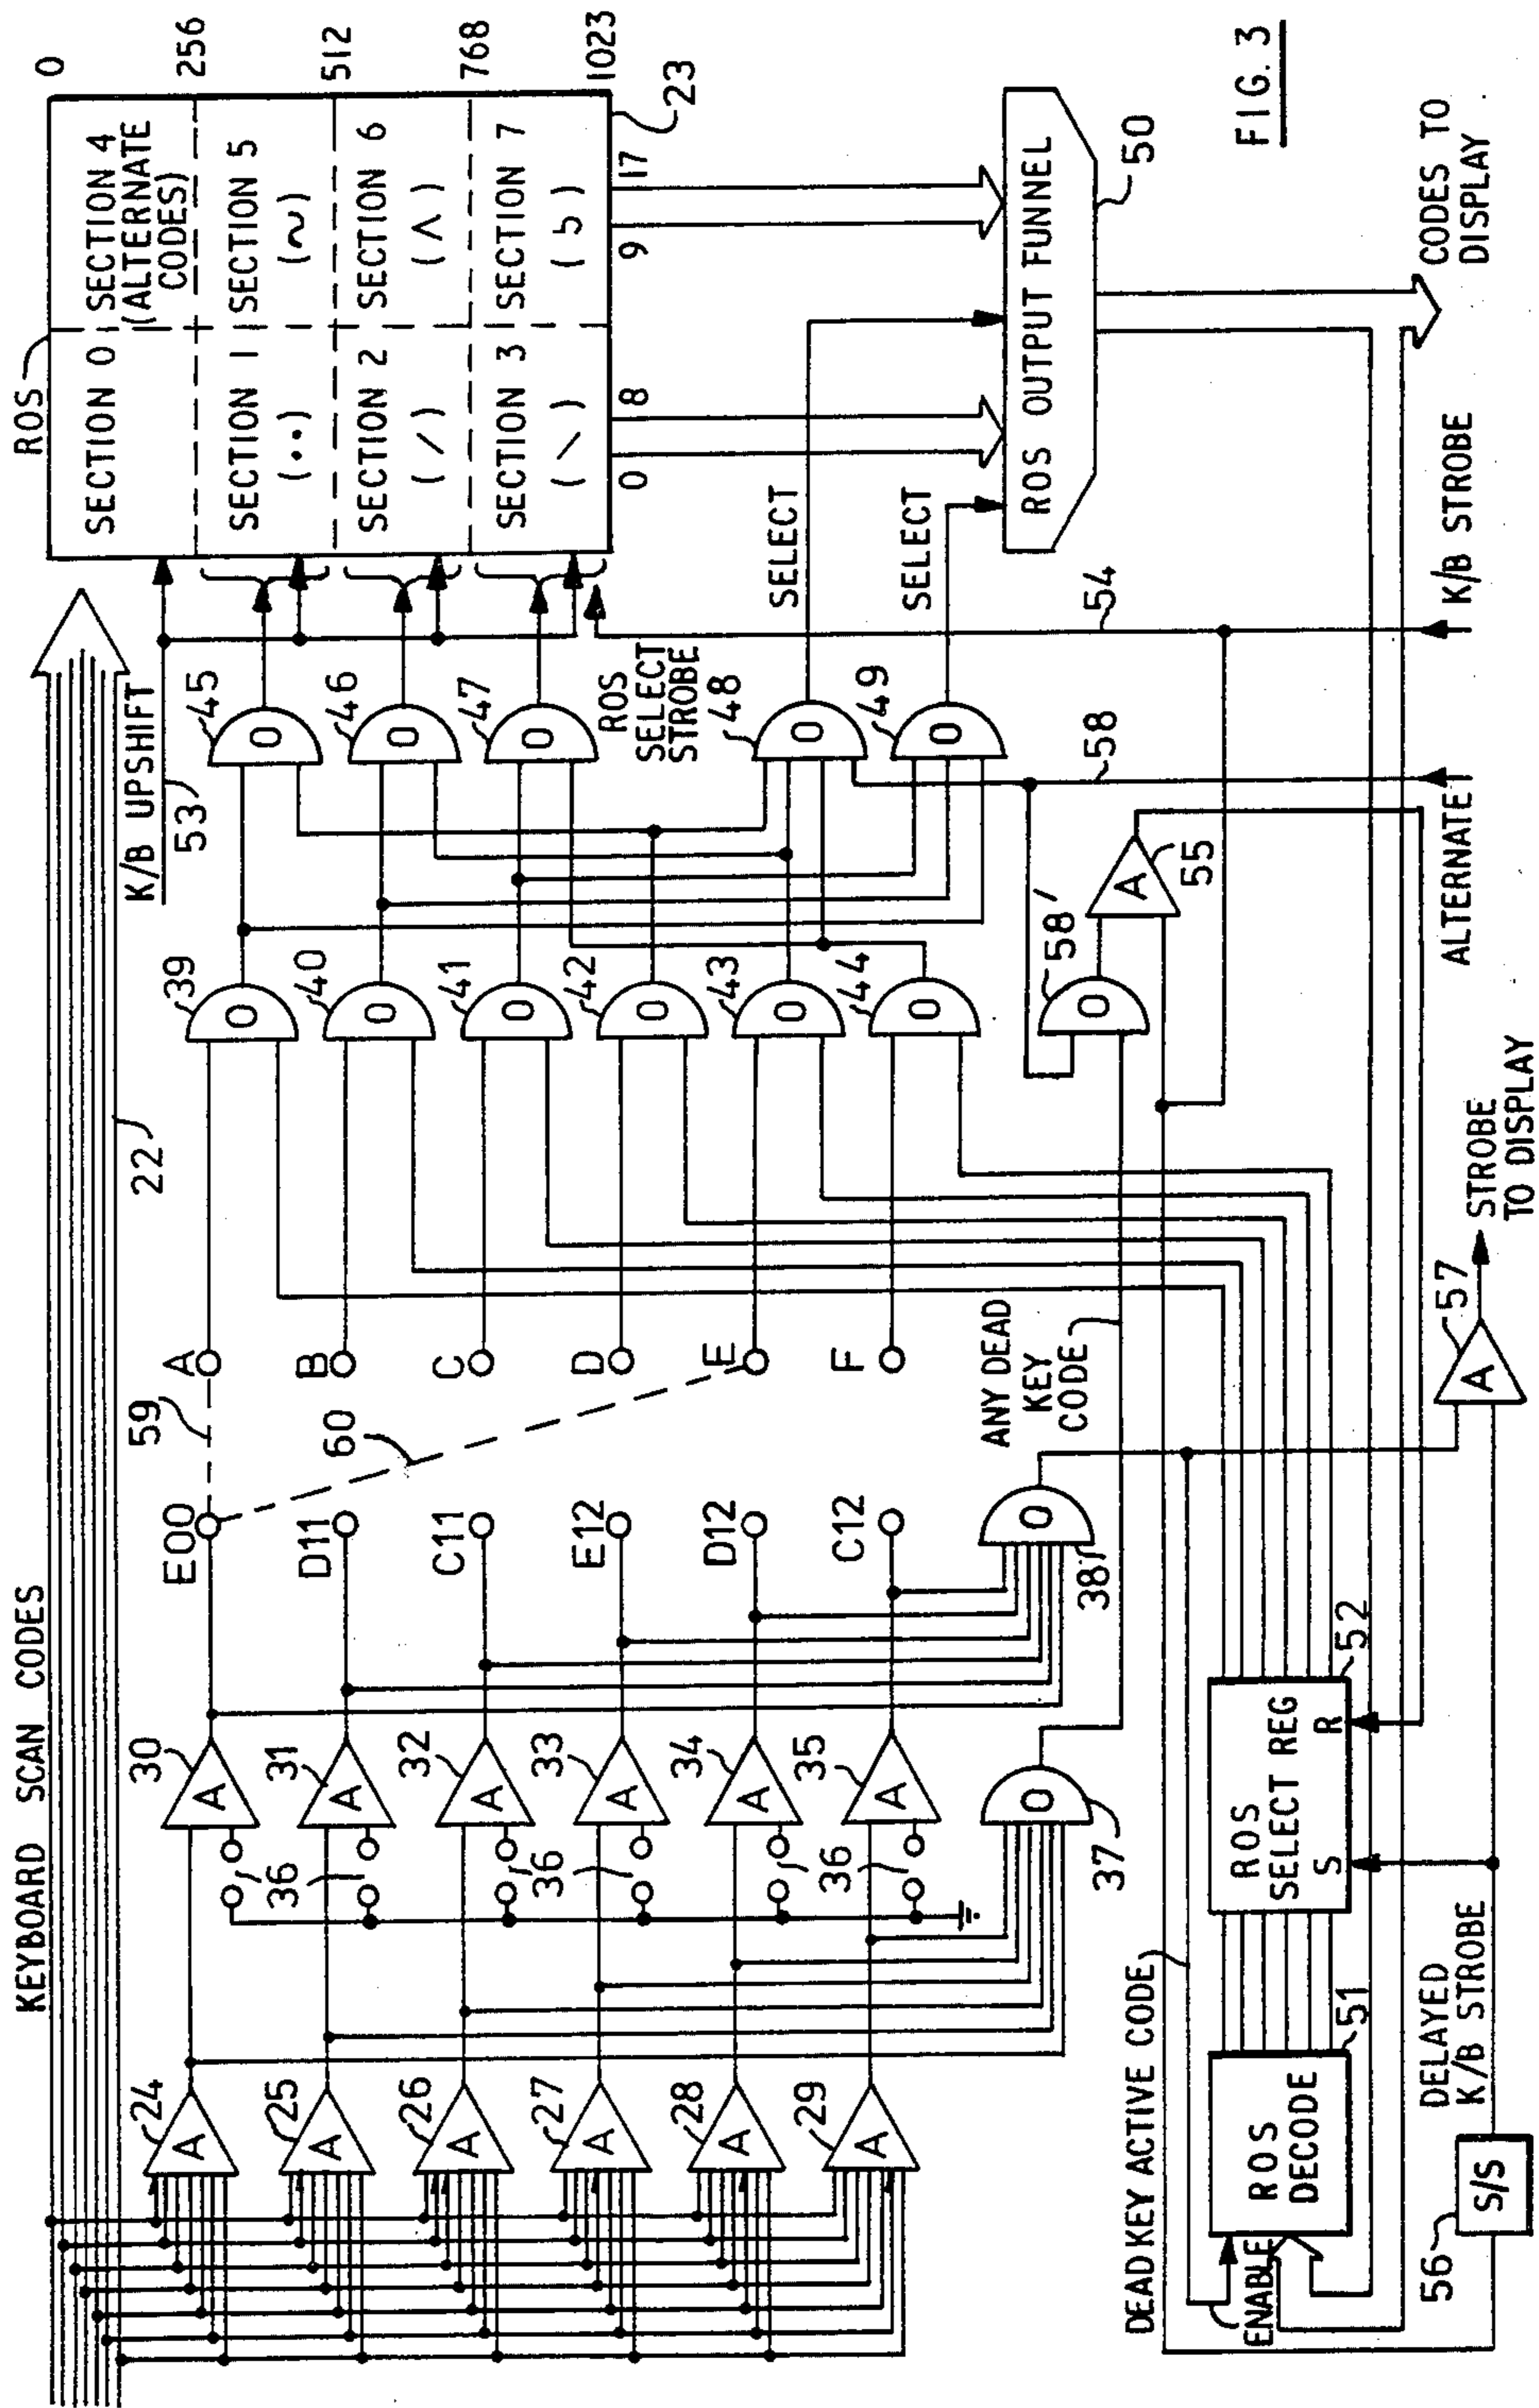 KEYBOARD SCAN CODES
22
K/B UPSHIFT
53
ROS
SECTION 0
SECTION 4
(ALTERNATE
CODES)
SECTION 1
(••)
SECTION 5
(~)
SECTION 2
(/)
SECTION 6
(^)
SECTION 3
(\)
SECTION 7
0
256
512
768
1023
23
0
8
9
17
24
A
25
A
26
A
27
A
28
A
29
A
30
A
31
A
32
A
33
A
34
A
35
A
36
36
36
36
36
37
O
38
O
E00
D11
C11
E12
D12
C12
59
60
A
B
C
D
E
F
39
O
40
O
41
O
42
O
43
O
44
O
45
O
46
O
47
O
ROS
SELECT
STROBE
48
O
49
O
SELECT
SELECT
ROS OUTPUT FUNNEL
50
FIG. 3
ANY DEAD
KEY
CODE
58'
O
55
A
58
54
ALTERNATE
K/B STROBE
CODES TO
DISPLAY
DEADKEY ACTIVE CODE
ENABLE
ROS
DECODE
51
ROS
SELECT REG
S
R
52
56
S/S
DELAYED
K/B STROBE
57
A
STROBE
TO DISPLAY